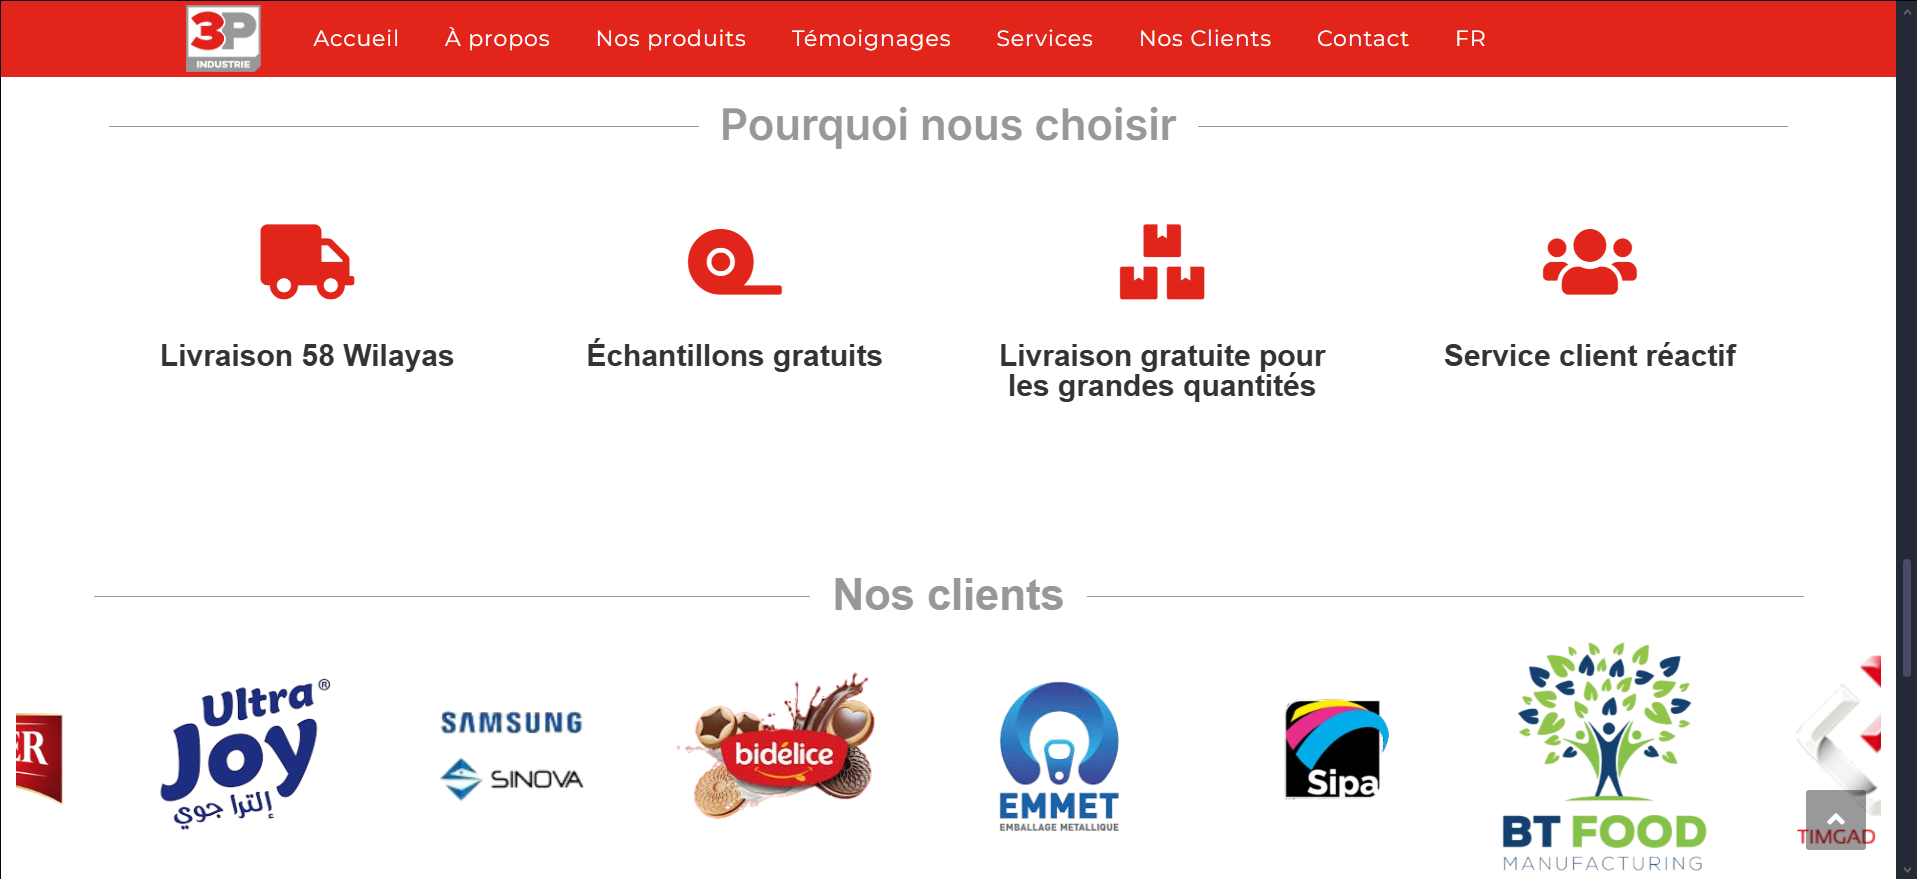 3P
INDUSTRIE
Accueil
À propos
Nos produits
Témoignages
Services
Nos Clients
Contact
FR
Pourquoi nous choisir
Livraison 58 Wilayas
Échantillons gratuits
Livraison gratuite pour
les grandes quantités
Service client réactif
Nos clients
ER
Ultra®
Joy
إلترا جوي
SAMSUNG
SINOVA
bidélice
EMMET
EMBALLAGE METALLIQUE
Sipa
BT FOOD
MANUFACTURING
TIMGAD